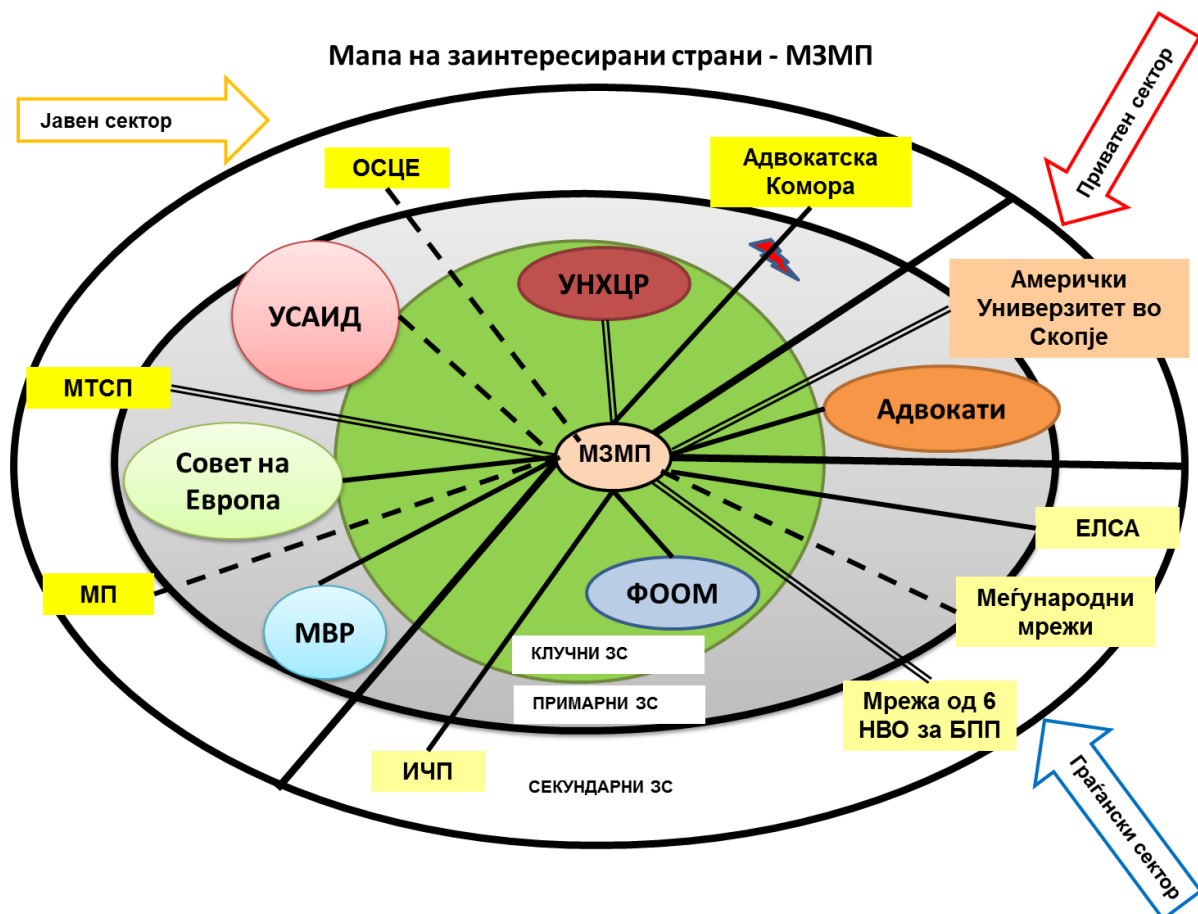 Мапа на заинтересирани страни - МЗМП
Јавен сектор
Приватен сектор
ОСЦЕ
Адвокатска
Комора
УНХЦР
УСАИД
Амерички
Универзитет во
Скопје
МТСП
Адвокати
МЗМП
Совет на
Европа
ЕЛСА
МП
ФООМ
Меѓународни
мрежи
МВР
КЛУЧНИ ЗС
ПРИМАРНИ ЗС
Мрежа од 6
НВО за БПП
ИЧП
СЕКУНДАРНИ ЗС
Граѓански сектор